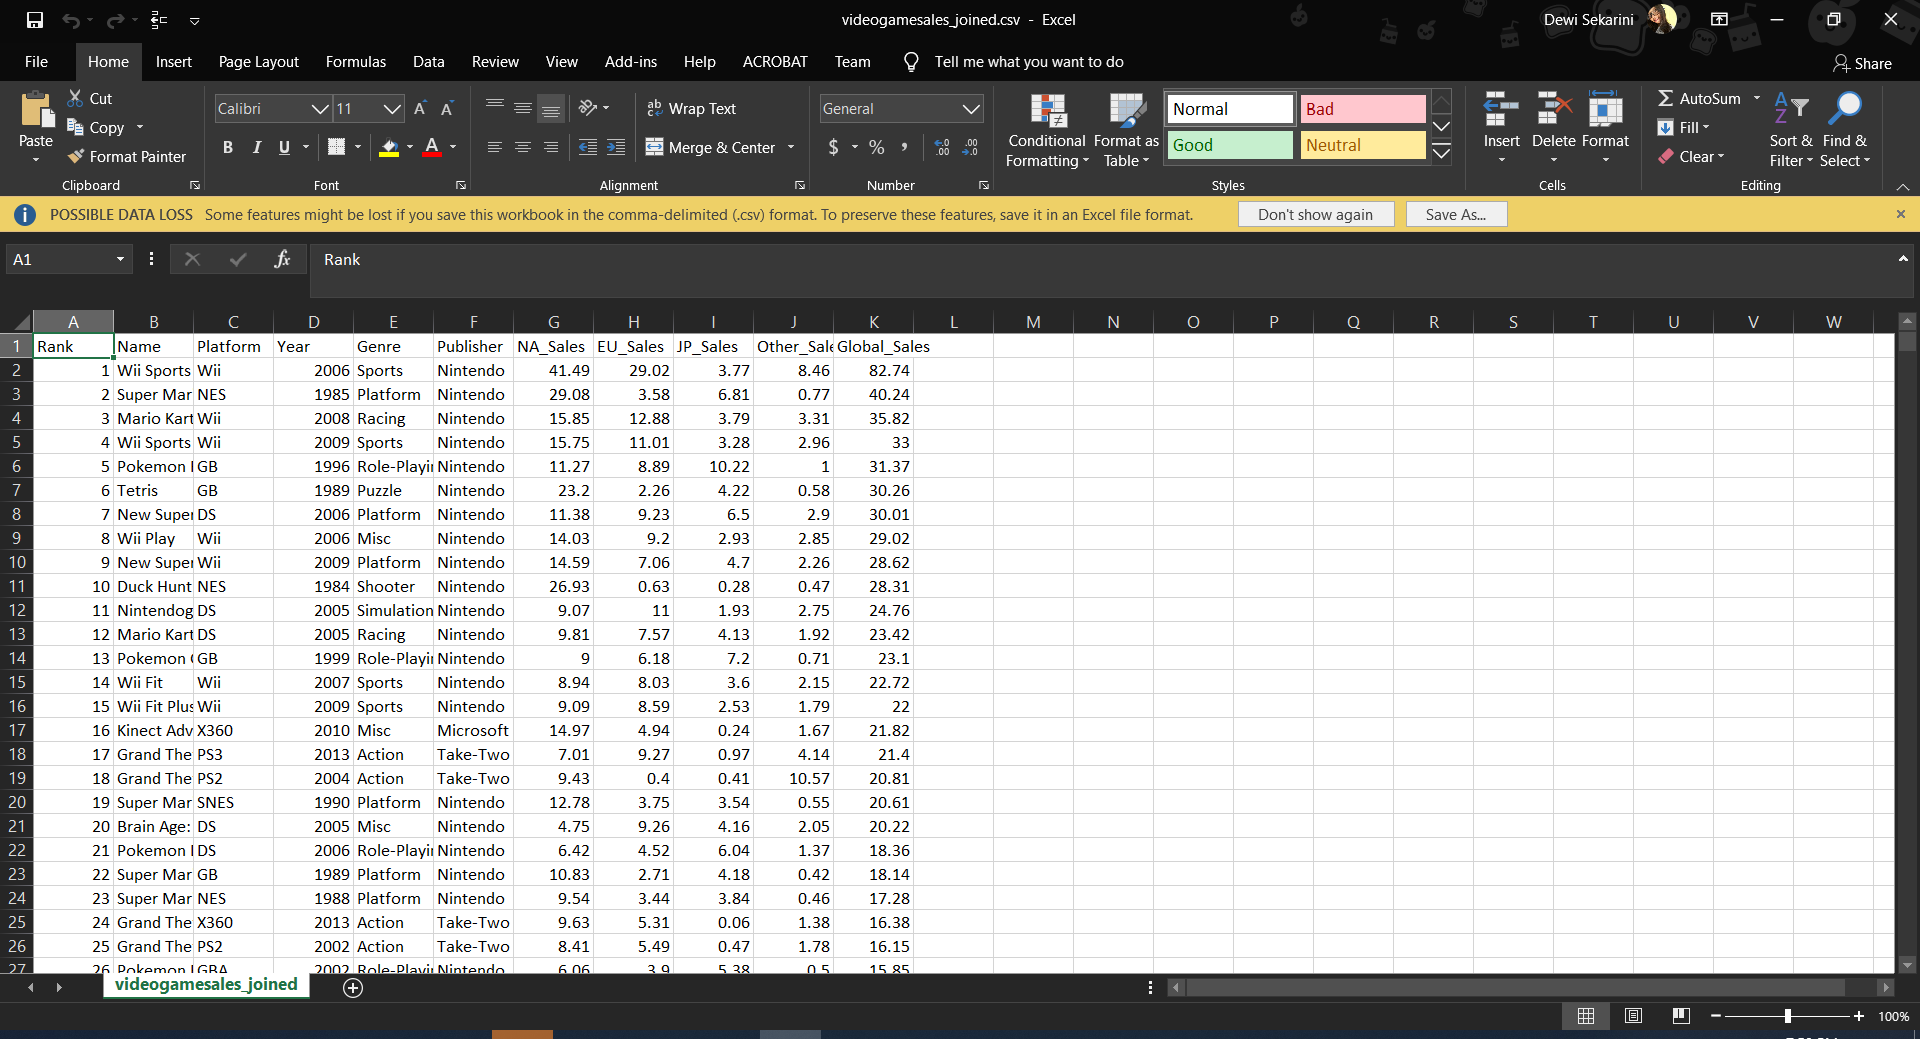 videogamesales_joined.csv - Excel
Dewi Sekarini
File Home Insert Page Layout Formulas Data Review View Add-ins Help ACROBAT Team Tell me what you want to do Share
Paste
Cut
Copy
Format Painter
Clipboard
Calibri 11
B I U
Font
Wrap Text
Merge & Center
Alignment
General
$ % ,
Number
Conditional Formatting
Format as Table
Normal Bad
Good Neutral
Styles
Insert Delete Format
Cells
AutoSum
Fill
Clear
Sort & Filter
Find & Select
Editing
POSSIBLE DATA LOSS Some features might be lost if you save this workbook in the comma-delimited (.csv) format. To preserve these features, save it in an Excel file format. Don't show again Save As...
A1 fx Rank
A B C D E F G H I J K L M N O P Q R S T U V W
1 Rank Name Platform Year Genre Publisher NA_Sales EU_Sales JP_Sales Other_Sale Global_Sales
2 1 Wii Sports Wii 2006 Sports Nintendo 41.49 29.02 3.77 8.46 82.74
3 2 Super Mar NES 1985 Platform Nintendo 29.08 3.58 6.81 0.77 40.24
4 3 Mario Kart Wii 2008 Racing Nintendo 15.85 12.88 3.79 3.31 35.82
5 4 Wii Sports Wii 2009 Sports Nintendo 15.75 11.01 3.28 2.96 33
6 5 Pokemon GB 1996 Role-Playi Nintendo 11.27 8.89 10.22 1 31.37
7 6 Tetris GB 1989 Puzzle Nintendo 23.2 2.26 4.22 0.58 30.26
8 7 New Super DS 2006 Platform Nintendo 11.38 9.23 6.5 2.9 30.01
9 8 Wii Play Wii 2006 Misc Nintendo 14.03 9.2 2.93 2.85 29.02
10 9 New Super Wii 2009 Platform Nintendo 14.59 7.06 4.7 2.26 28.62
11 10 Duck Hunt NES 1984 Shooter Nintendo 26.93 0.63 0.28 0.47 28.31
12 11 Nintendog DS 2005 Simulation Nintendo 9.07 11 1.93 2.75 24.76
13 12 Mario Kart DS 2005 Racing Nintendo 9.81 7.57 4.13 1.92 23.42
14 13 Pokemon GB 1999 Role-Playi Nintendo 9 6.18 7.2 0.71 23.1
15 14 Wii Fit Wii 2007 Sports Nintendo 8.94 8.03 3.6 2.15 22.72
16 15 Wii Fit Plus Wii 2009 Sports Nintendo 9.09 8.59 2.53 1.79 22
17 16 Kinect Adv X360 2010 Misc Microsoft 14.97 4.94 0.24 1.67 21.82
18 17 Grand The PS3 2013 Action Take-Two 7.01 9.27 0.97 4.14 21.4
19 18 Grand The PS2 2004 Action Take-Two 9.43 0.4 0.41 10.57 20.81
20 19 Super Mar SNES 1990 Platform Nintendo 12.78 3.75 3.54 0.55 20.61
21 20 Brain Age: DS 2005 Misc Nintendo 4.75 9.26 4.16 2.05 20.22
22 21 Pokemon DS 2006 Role-Playi Nintendo 6.42 4.52 6.04 1.37 18.36
23 22 Super Mar GB 1989 Platform Nintendo 10.83 2.71 4.18 0.42 18.14
24 23 Super Mar NES 1988 Platform Nintendo 9.54 3.44 3.84 0.46 17.28
25 24 Grand The X360 2013 Action Take-Two 9.63 5.31 0.06 1.38 16.38
26 25 Grand The PS2 2002 Action Take-Two 8.41 5.49 0.47 1.78 16.15
27 26 Pokemon GBA 2002 Role-Playi Nintendo 6.06 3.9 5.38 0.5 15.85
videogamesales_joined
100%